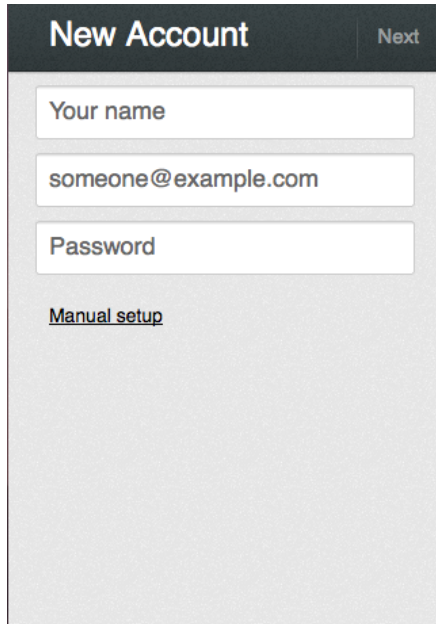 New Account
Next
Your name
someone@example.com
Password
Manual setup